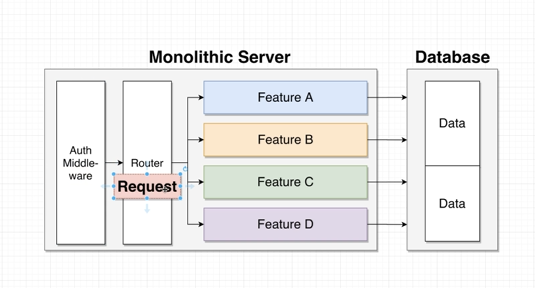 Monolithic Server
Database
Auth
Middle-
ware
Router
Request
Feature A
Feature B
Feature C
Feature D
Data
Data